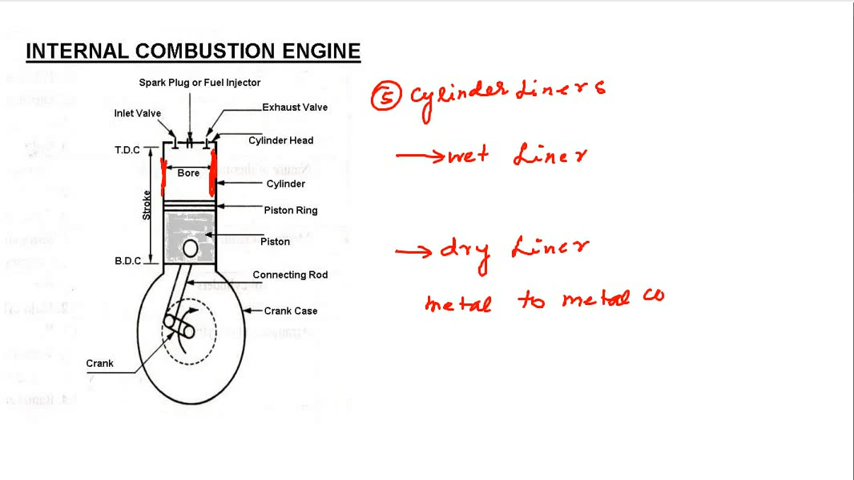 INTERNAL COMBUSTION ENGINE
Spark Plug or Fuel Injector
Inlet Valve
Exhaust Valve
Cylinder Head
T.D.C
Bore
Cylinder
Stroke
Piston Ring
Piston
B.D.C
Connecting Rod
Crank Case
Crank
⑤ Cylinder Liners
→ wet Liner
→ dry Liner
metal to metal co